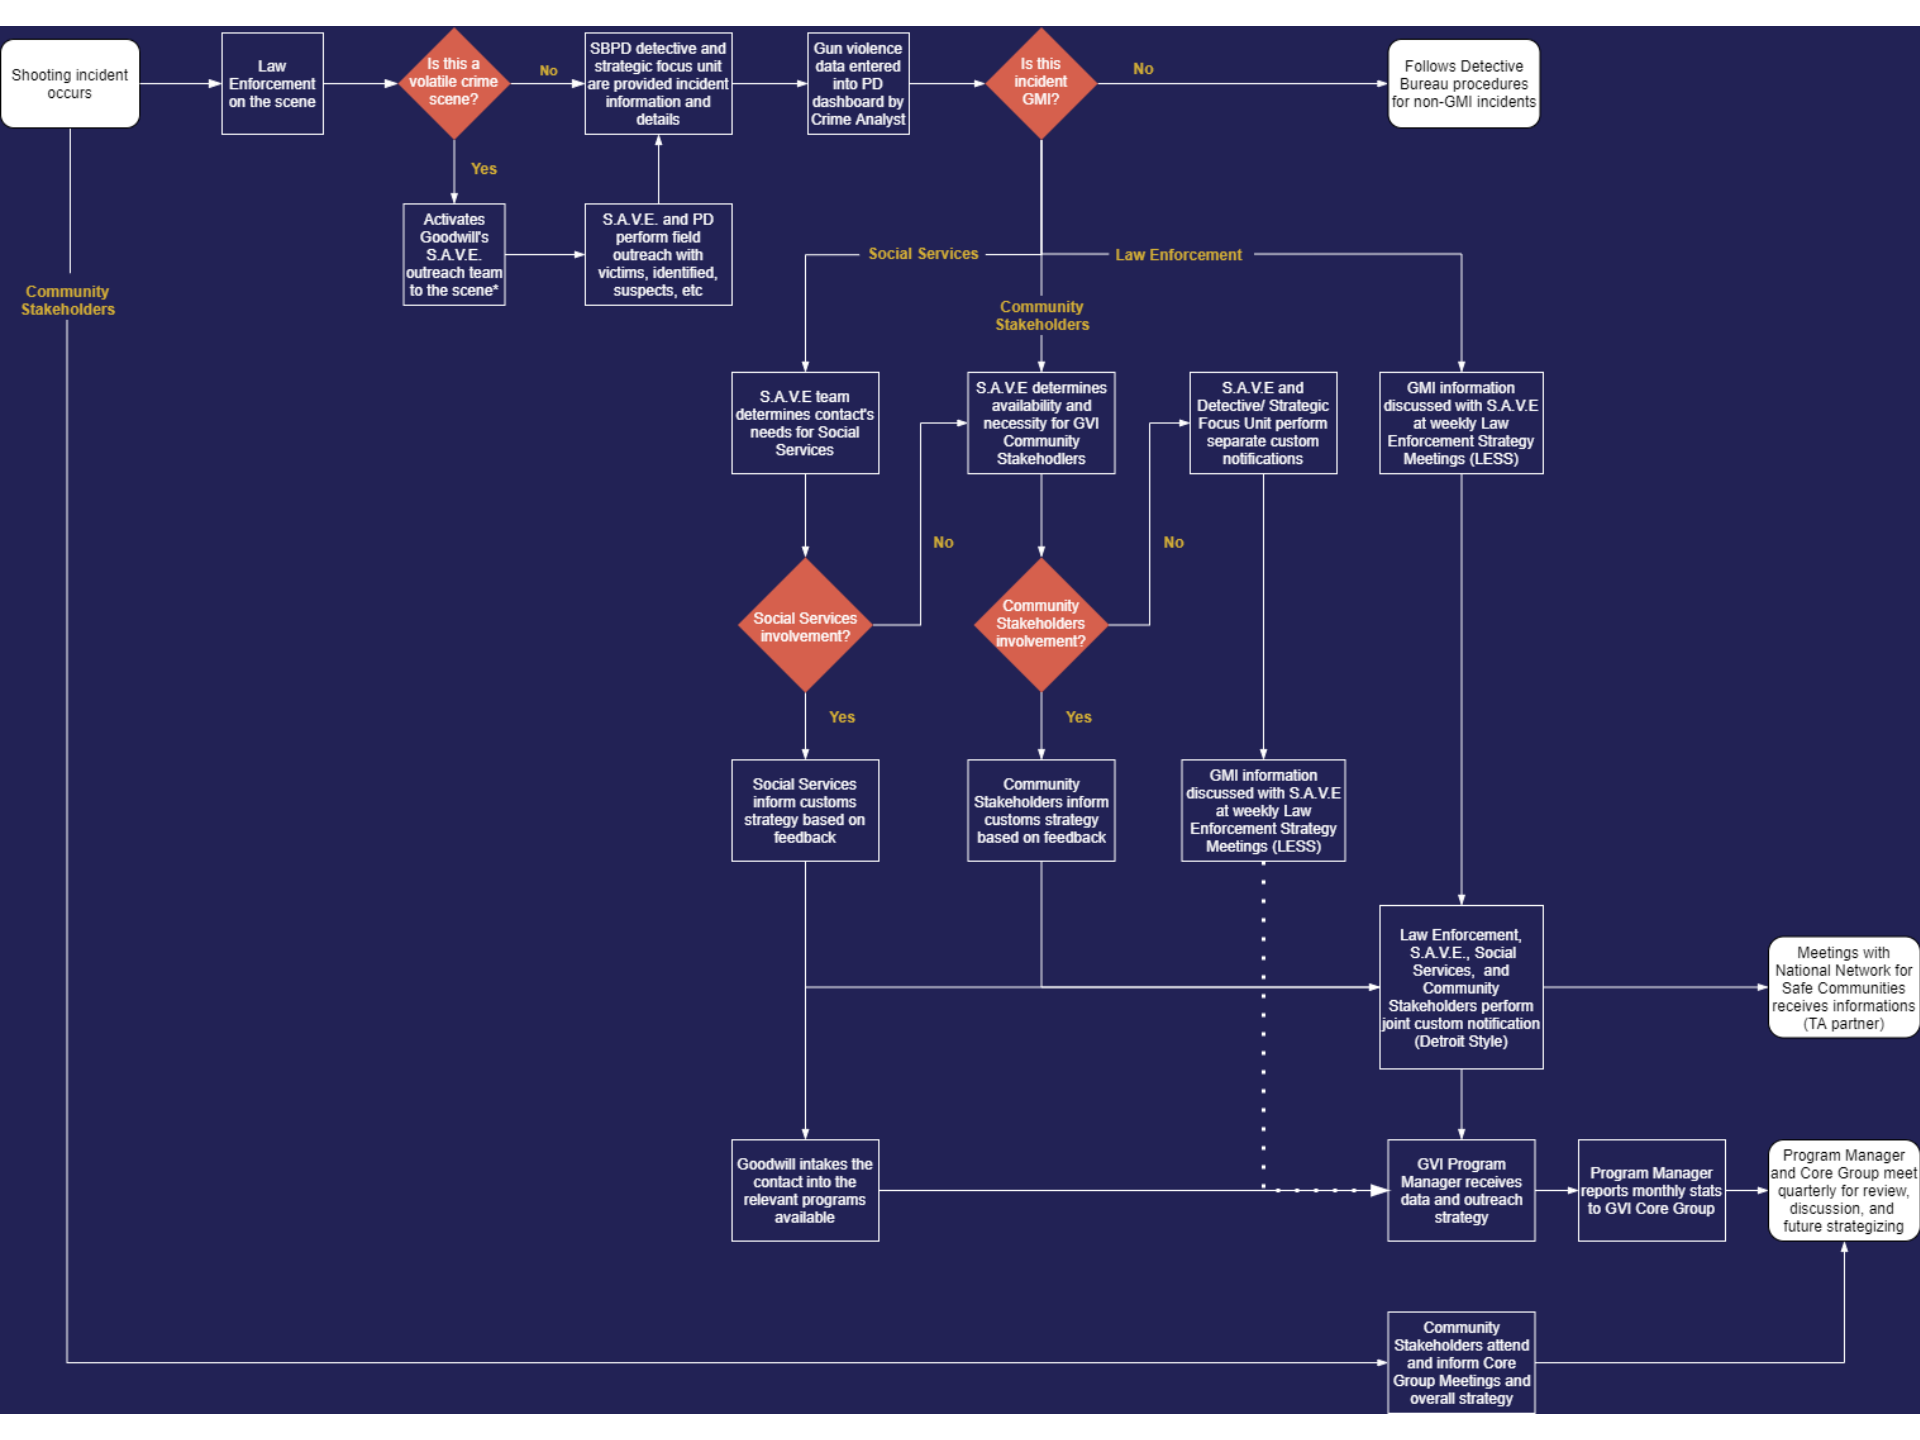 Shooting incident
occurs
Law
Enforcement
on the scene
Is this a
volatile crime
scene?
No
SBPD detective and
strategic focus unit
are provided incident
information and
details
Gun violence
data entered
into PD
dashboard by
Crime Analyst
Is this
incident
GMI?
No
Follows Detective
Bureau procedures
for non-GMI incidents
Yes
Activates
Goodwill's
S.A.V.E.
outreach team
to the scene*
S.A.V.E. and PD
perform field
outreach with
victims, identified,
suspects, etc
Community
Stakeholders
Social Services
Law Enforcement
Community
Stakeholders
S.A.V.E team
determines contact's
needs for Social
Services
S.A.V.E determines
availability and
necessity for GVI
Community
Stakehodlers
S.A.V.E and
Detective/ Strategic
Focus Unit perform
separate custom
notifications
GMI information
discussed with S.A.V.E
at weekly Law
Enforcement Strategy
Meetings (LESS)
No
No
Social Services
involvement?
Community
Stakeholders
involvement?
Yes
Yes
Social Services
inform customs
strategy based on
feedback
Community
Stakeholders inform
customs strategy
based on feedback
GMI information
discussed with S.A.V.E
at weekly Law
Enforcement Strategy
Meetings (LESS)
Law Enforcement,
S.A.V.E., Social
Services, and
Community
Stakeholders perform
joint custom notification
(Detroit Style)
Meetings with
National Network for
Safe Communities
receives informations
(TA partner)
Goodwill intakes the
contact into the
relevant programs
available
GVI Program
Manager receives
data and outreach
strategy
Program Manager
reports monthly stats
to GVI Core Group
Program Manager
and Core Group meet
quarterly for review,
discussion, and
future strategizing
Community
Stakeholders attend
and inform Core
Group Meetings and
overall strategy